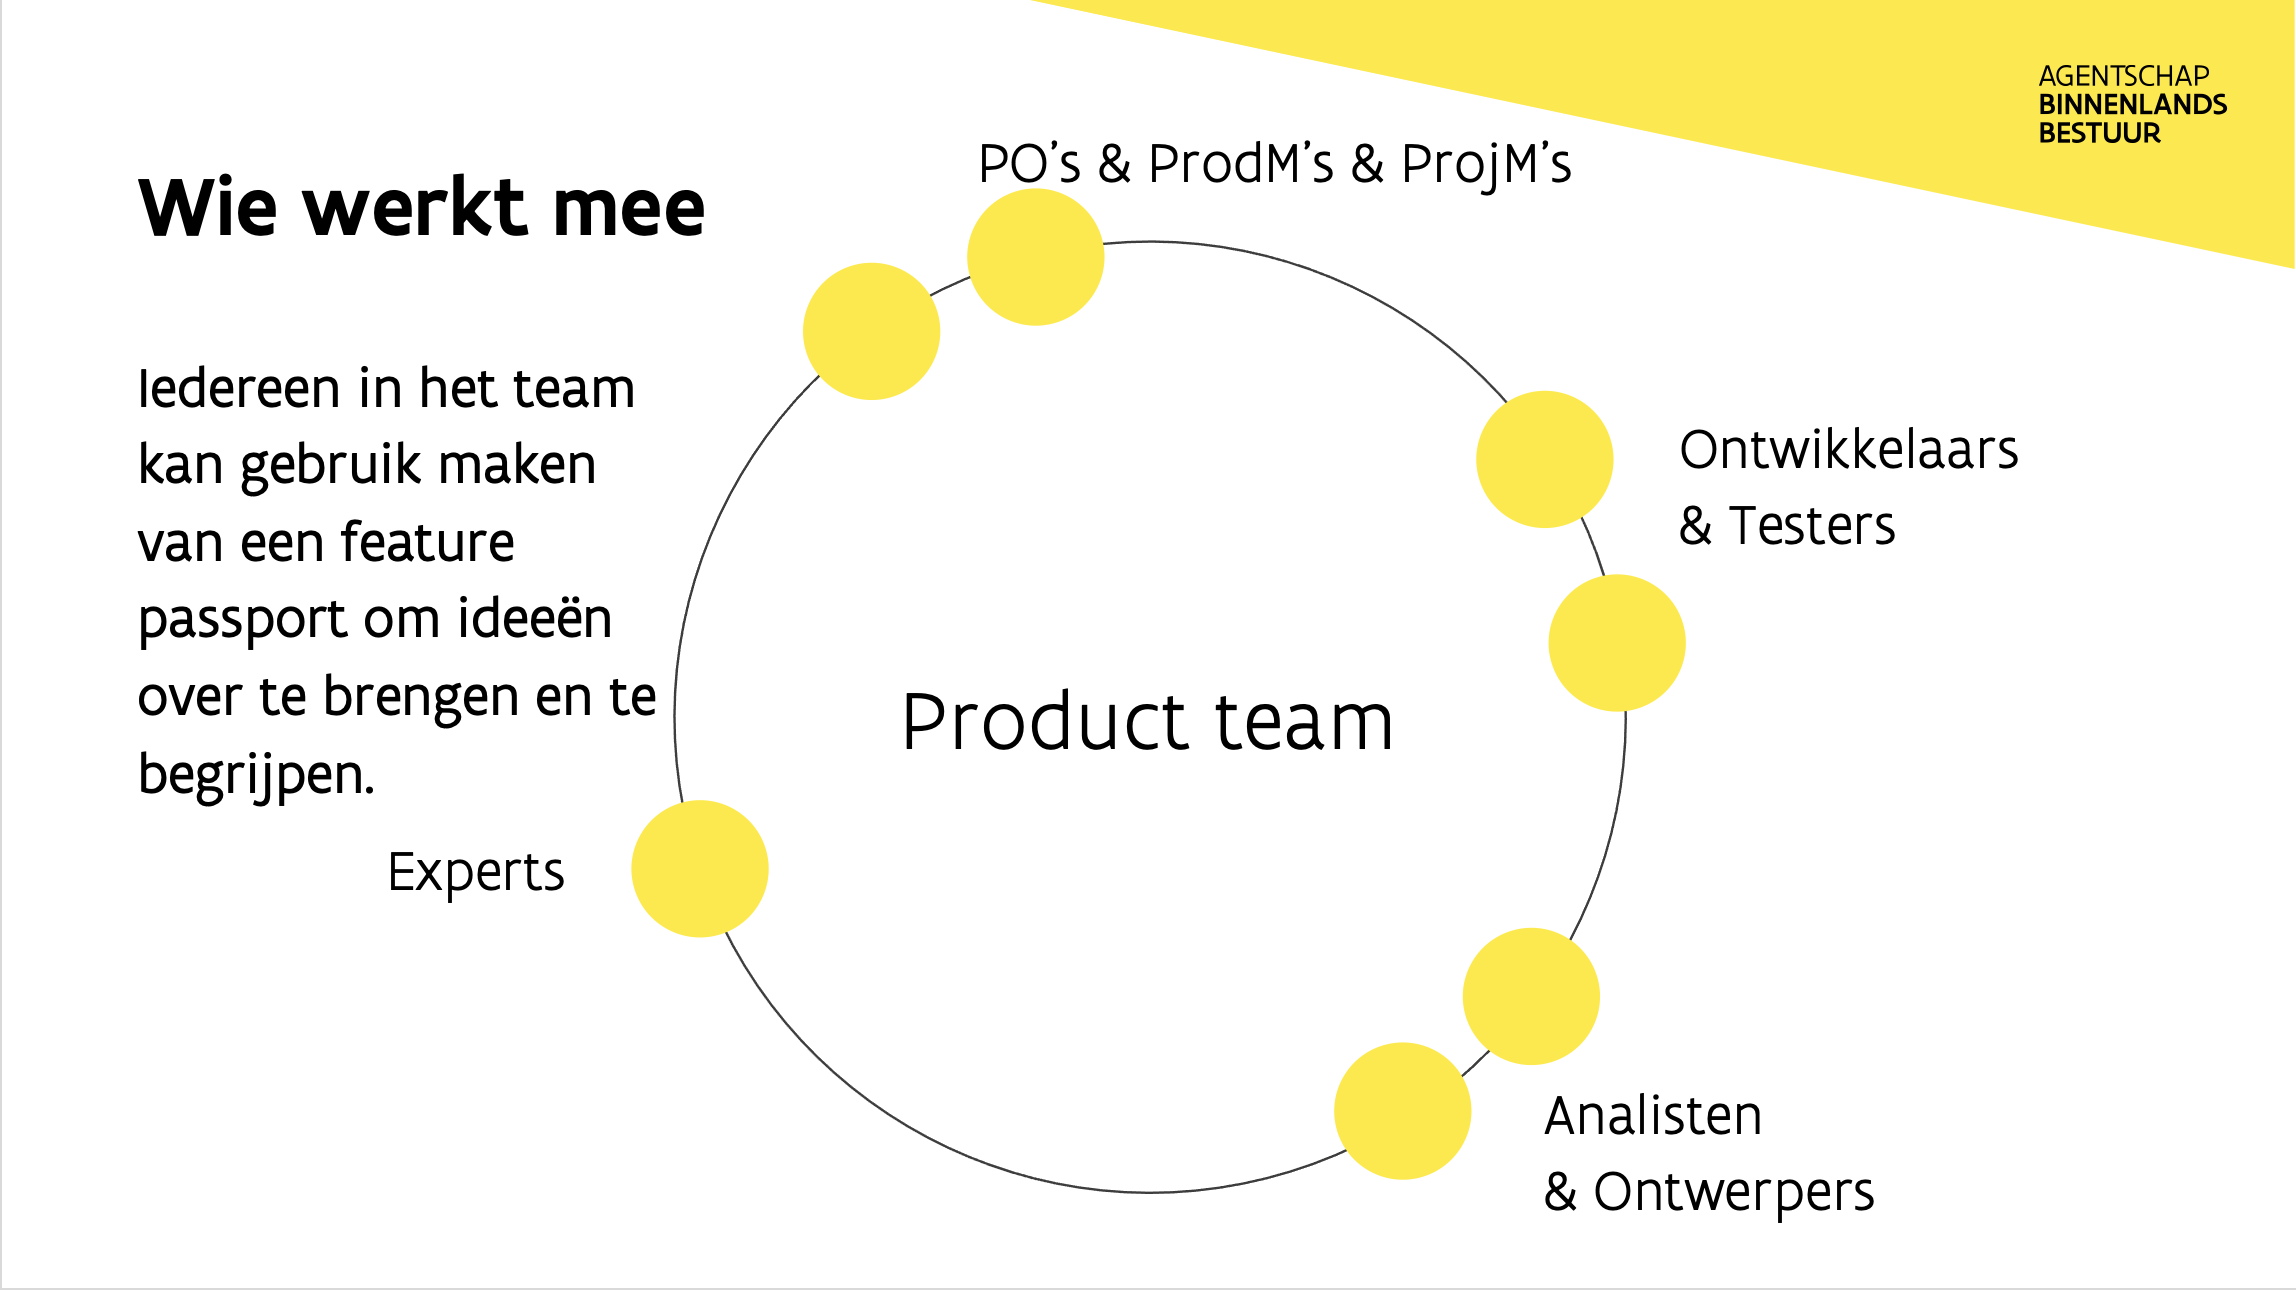 AGENTSCHAP
BINNENLANDS
BESTUUR
Wie werkt mee
Iedereen in het team
kan gebruik maken
van een feature
passport om ideeën
over te brengen en te
begrijpen.
PO’s & ProdM’s & ProjM’s
Ontwikkelaars
& Testers
Product team
Experts
Analisten
& Ontwerpers